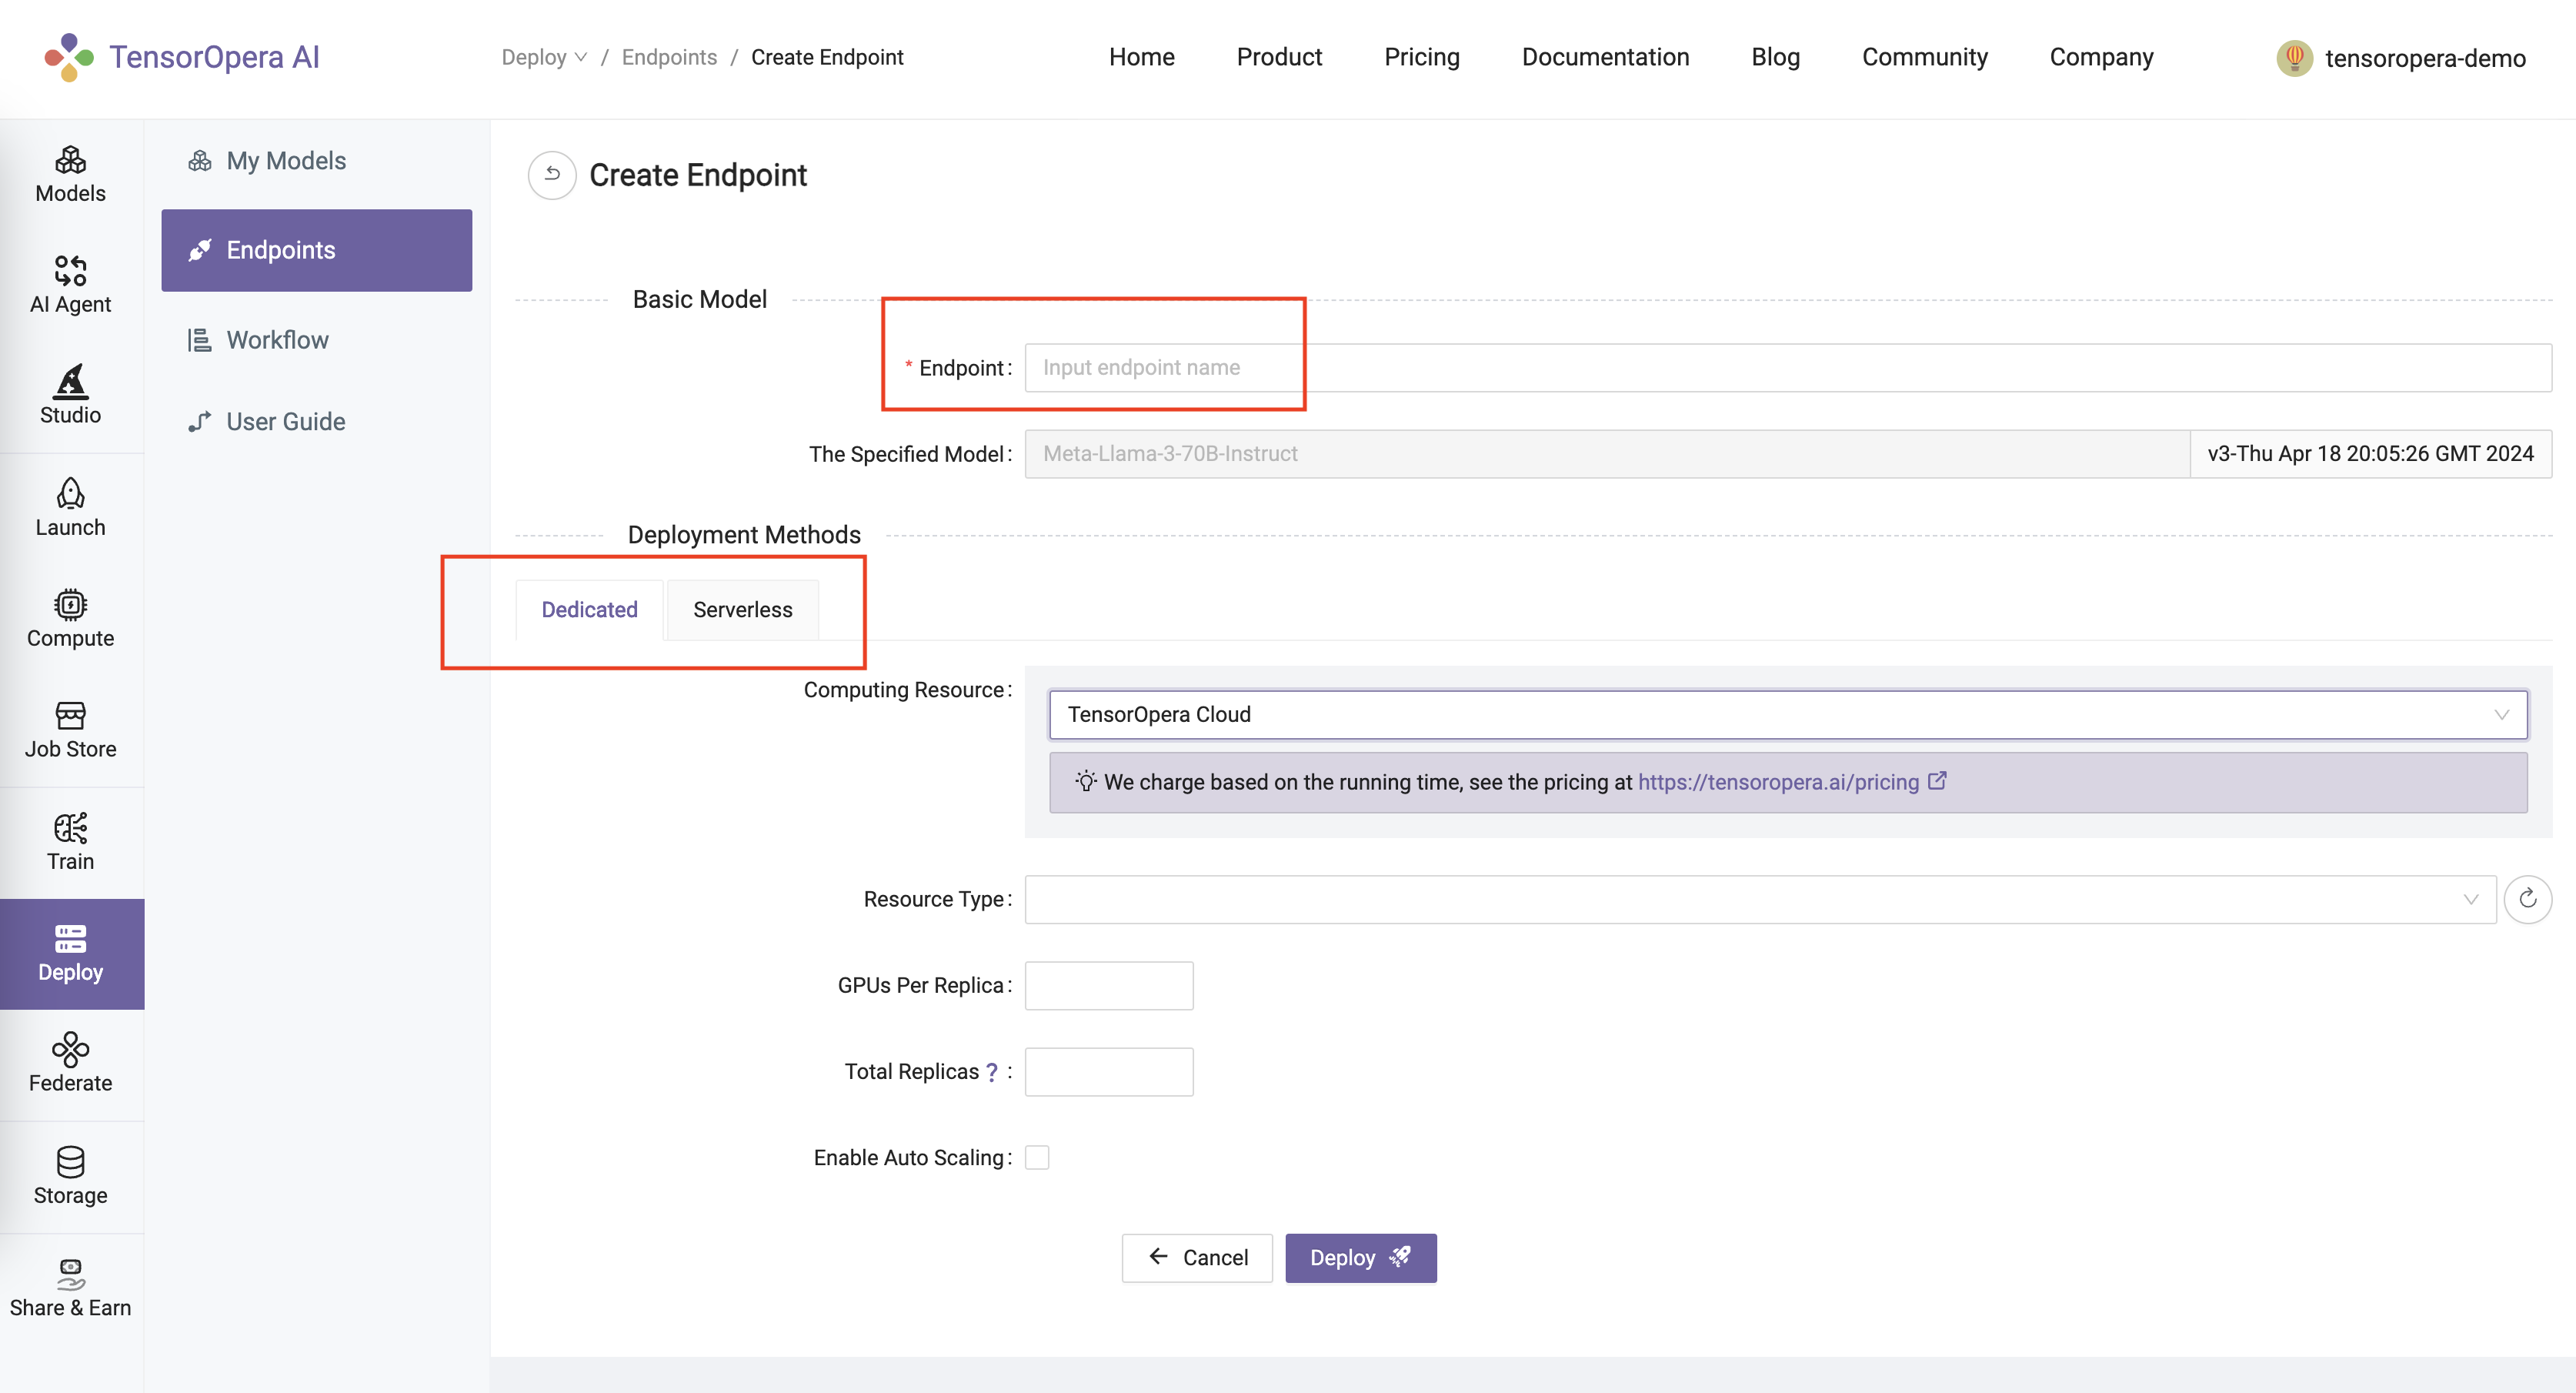 TensorOpera AI
Deploy / Endpoints / Create Endpoint
Home Product Pricing Documentation Blog Community Company
tensoropera-demo
Models
AI Agent
Studio
Launch
Compute
Job Store
Train
Deploy
Federate
Storage
Share & Earn
My Models
Endpoints
Workflow
User Guide
Create Endpoint
Basic Model
* Endpoint: Input endpoint name
The Specified Model: Meta-Llama-3-70B-Instruct v3-Thu Apr 18 20:05:26 GMT 2024
Deployment Methods
Dedicated Serverless
Computing Resource: TensorOpera Cloud
We charge based on the running time, see the pricing at https://tensoropera.ai/pricing
Resource Type:
GPUs Per Replica:
Total Replicas ? :
Enable Auto Scaling:
Cancel Deploy